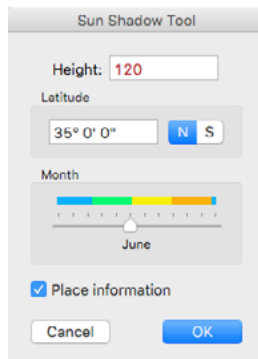 Sun Shadow Tool
Height: 120
Latitude
35° 0' 0"
N S
Month
June
Place information
Cancel OK